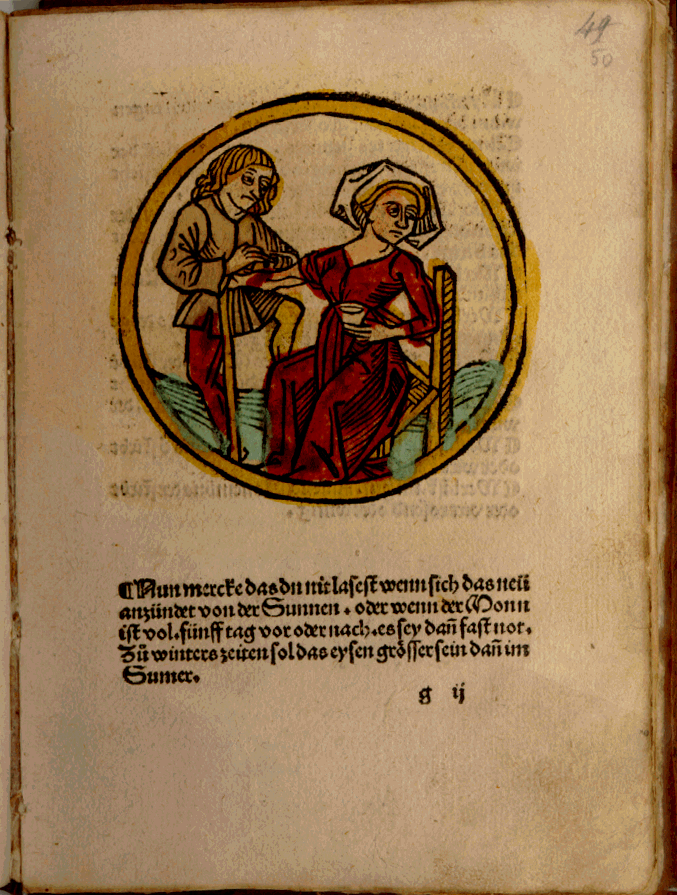 49
50
¶Nun mercke das du nit lasest wenn sich das neü
anzündet von der Sunnen . oder wenn der Monn
ist vol . fünff tag vor oder nach . es sey dañ fast not .
Zů winters zeiten sol das eysen grösser sein dañ im
Sumer .
g ij